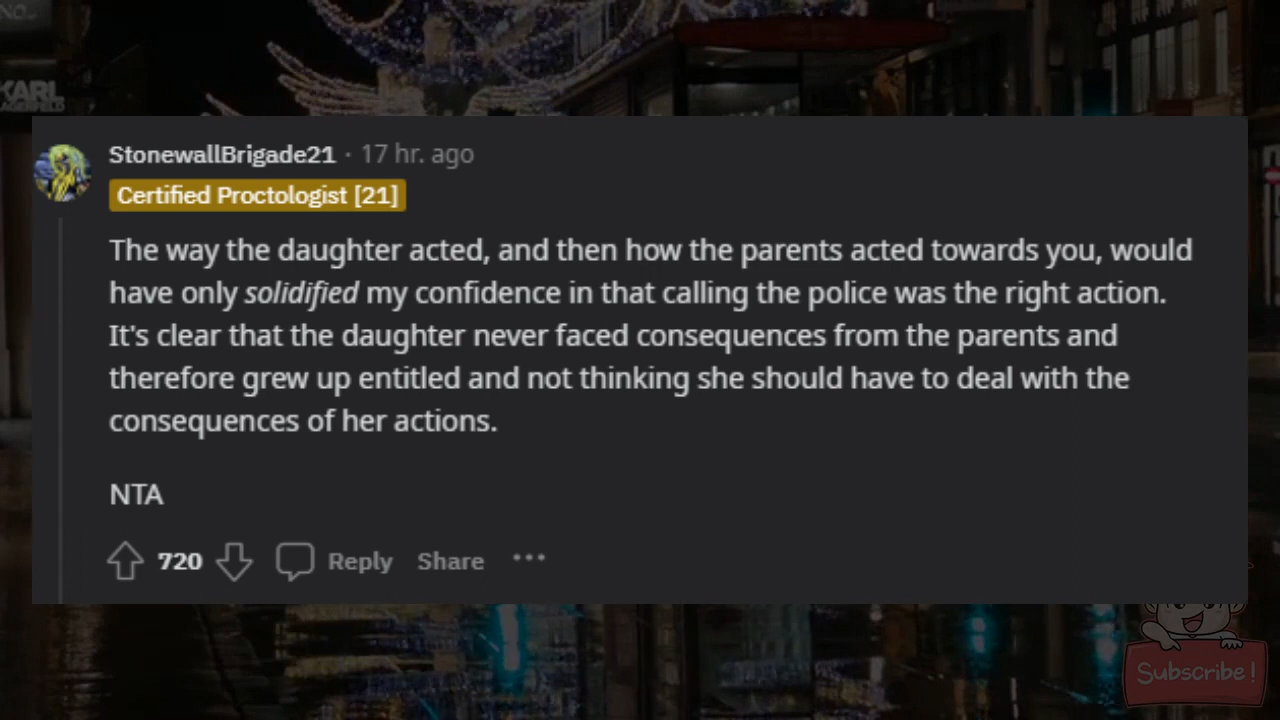 NO..
KARL
LAGERFELD
StonewallBrigade21 · 17 hr. ago
Certified Proctologist [21]
The way the daughter acted, and then how the parents acted towards you, would
have only solidified my confidence in that calling the police was the right action.
It's clear that the daughter never faced consequences from the parents and
therefore grew up entitled and not thinking she should have to deal with the
consequences of her actions.
NTA
720 Reply Share ···
Subscribe!